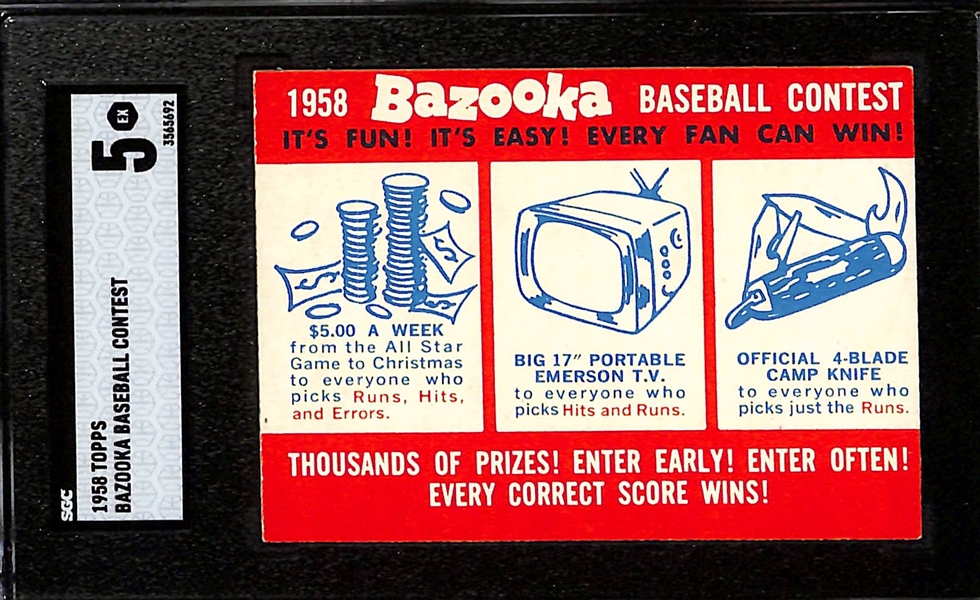 SGC
1958 TOPPS
BAZOOKA BASEBALL CONTEST
5
EX
3565692
1958 Bazooka BASEBALL CONTEST
IT'S FUN! IT'S EASY! EVERY FAN CAN WIN!
$5.00 A WEEK
from the All Star
Game to Christmas
to everyone who
picks Runs, Hits,
and Errors.
BIG 17" PORTABLE
EMERSON T.V.
to everyone who
picks Hits and Runs.
OFFICIAL 4-BLADE
CAMP KNIFE
to everyone who
picks just the Runs.
THOUSANDS OF PRIZES! ENTER EARLY! ENTER OFTEN!
EVERY CORRECT SCORE WINS!